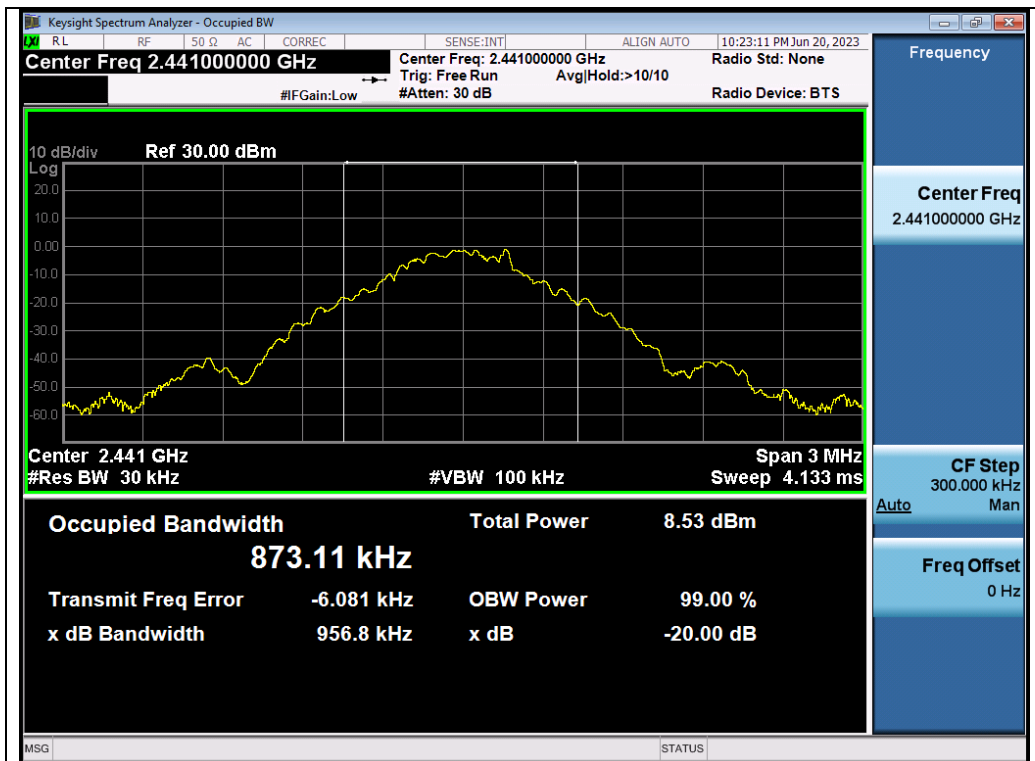 Keysight Spectrum Analyzer - Occupied BW
LXI RL RF 50 Ω AC CORREC SENSE:INT ALIGN AUTO 10:23:11 PM Jun 20, 2023
Center Freq 2.441000000 GHz
Center Freq: 2.441000000 GHz
Radio Std: None
Trig: Free Run
Avg|Hold:>10/10
#IFGain:Low
#Atten: 30 dB
Radio Device: BTS
10 dB/div
Ref 30.00 dBm
Log
20.0
10.0
0.00
-10.0
-20.0
-30.0
-40.0
-50.0
-60.0
Center 2.441 GHz
Span 3 MHz
#Res BW 30 kHz
#VBW 100 kHz
Sweep 4.133 ms
Occupied Bandwidth
Total Power 8.53 dBm
873.11 kHz
Transmit Freq Error -6.081 kHz
OBW Power 99.00 %
x dB Bandwidth 956.8 kHz
x dB -20.00 dB
Frequency
Center Freq
2.441000000 GHz
CF Step
300.000 kHz
Auto Man
Freq Offset
0 Hz
MSG
STATUS